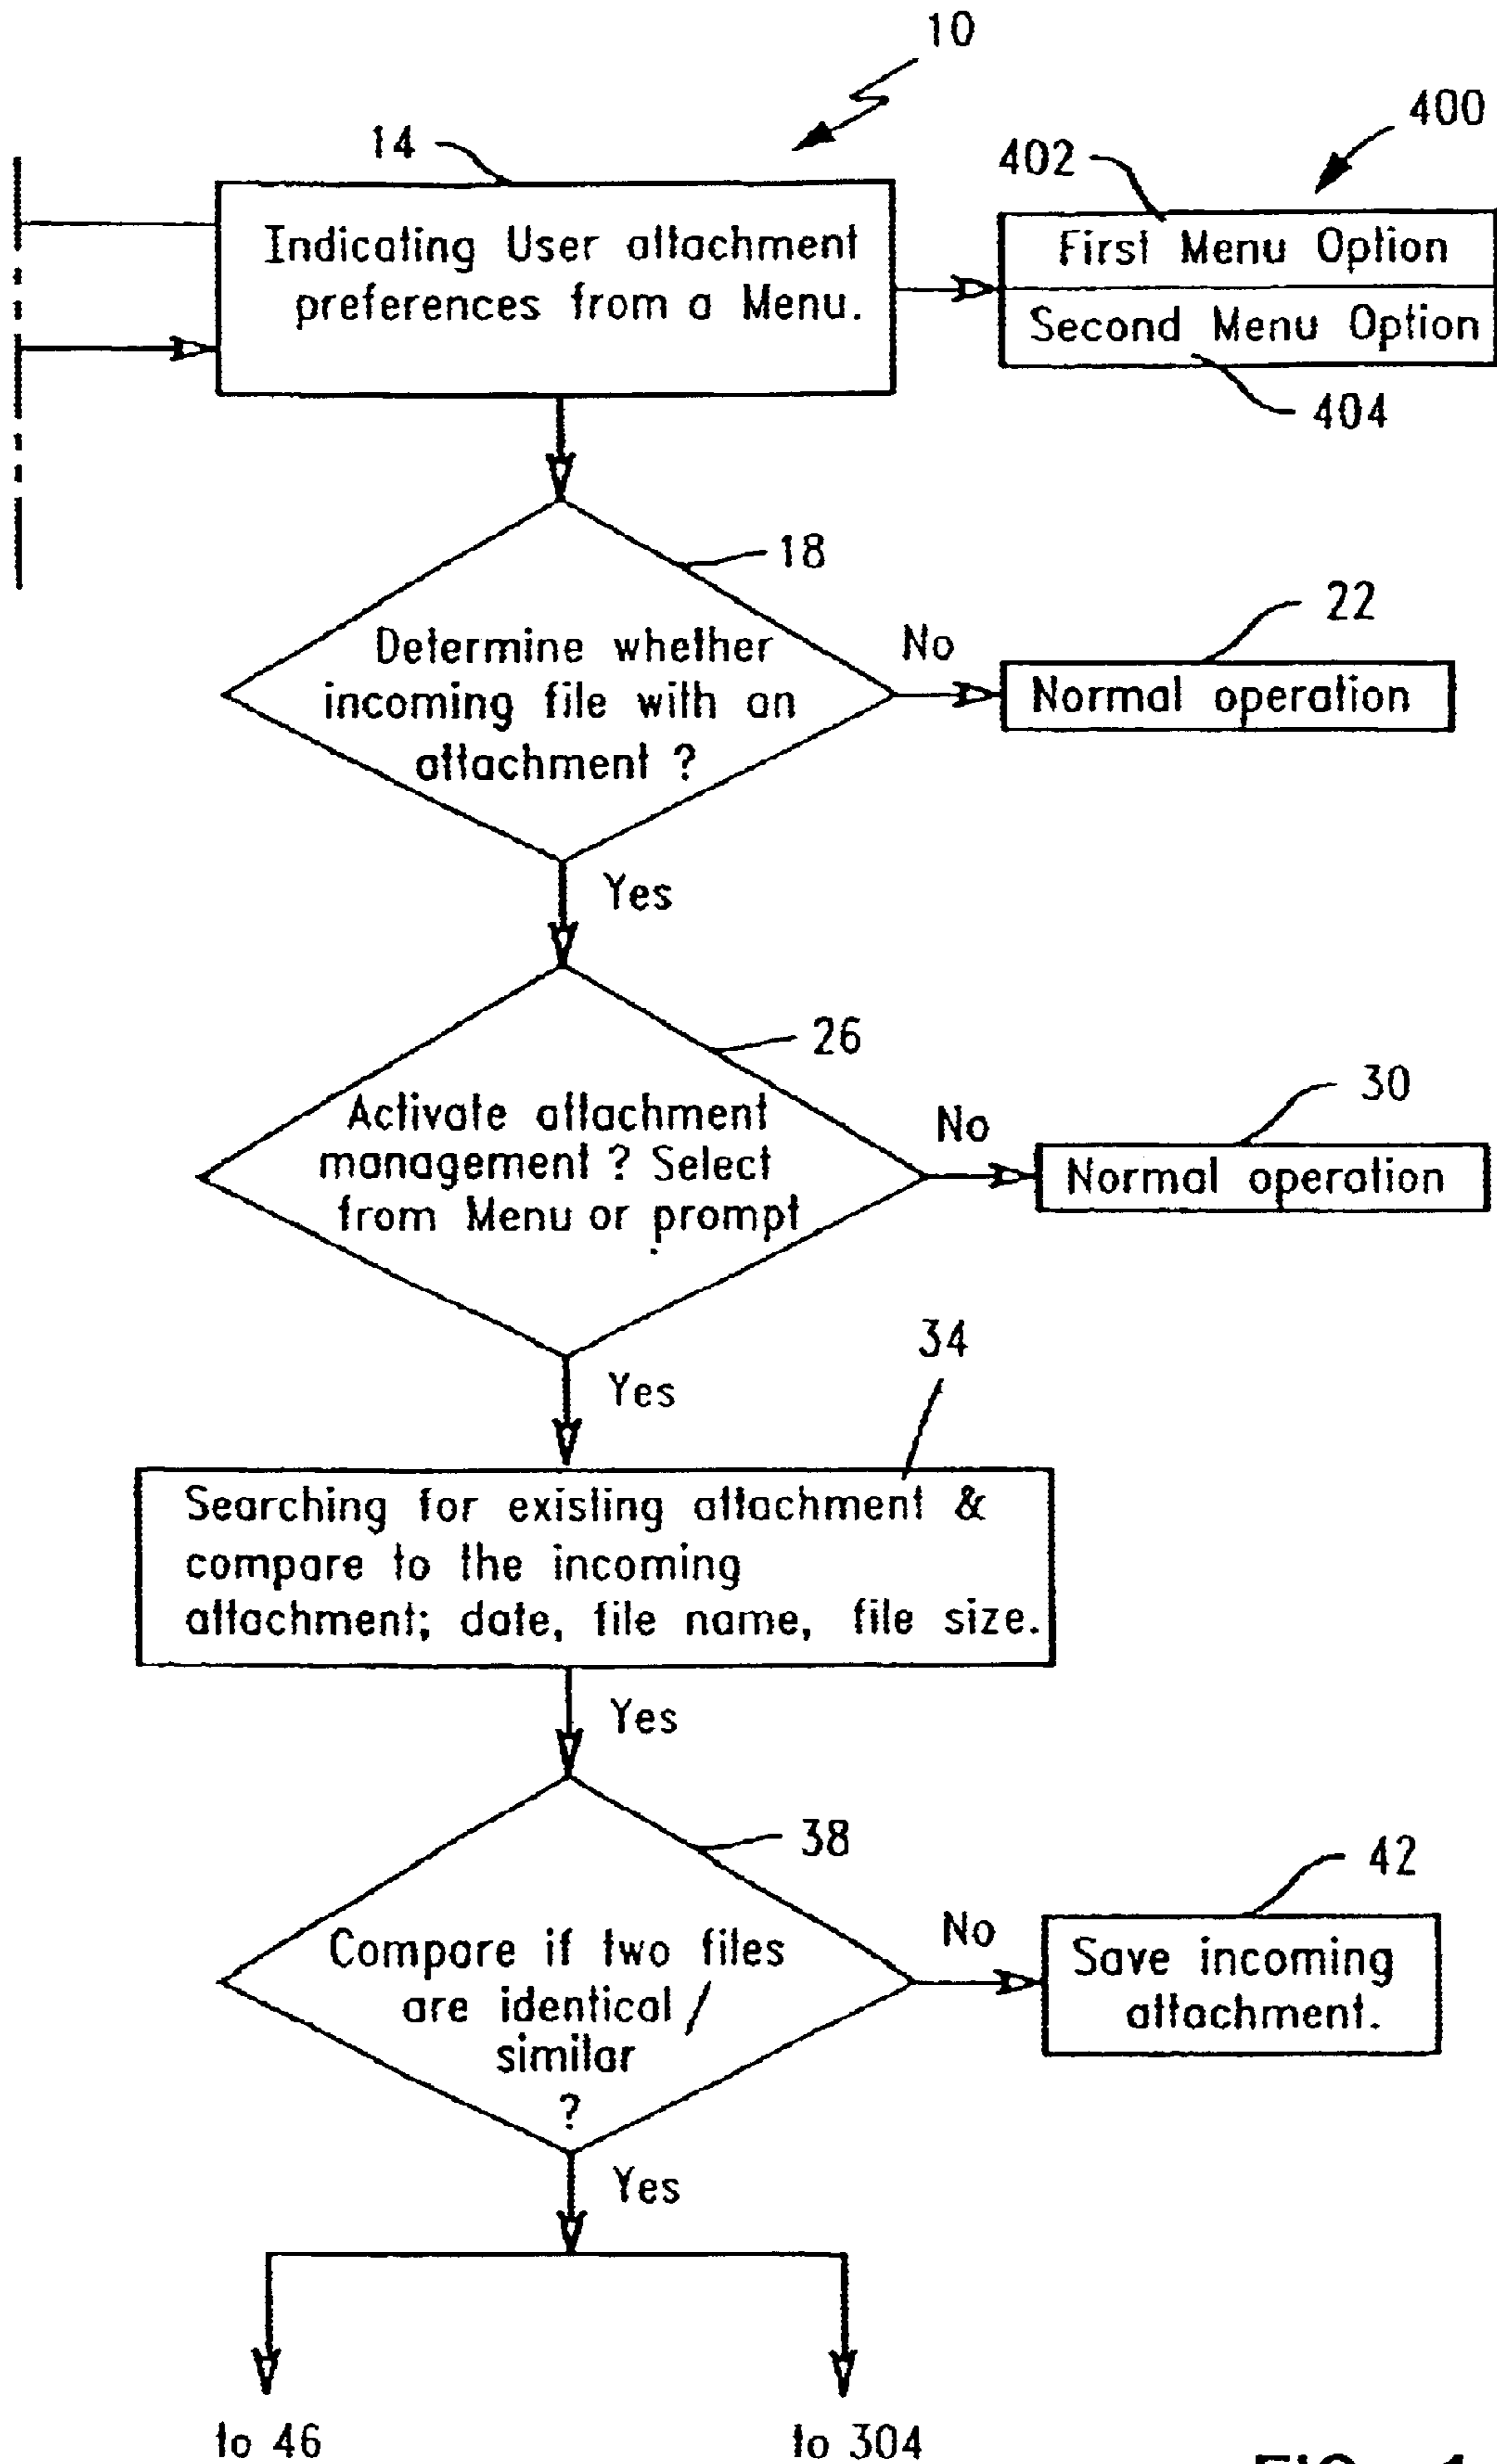 10
400
14
402
Indicating User attachment
preferences from a Menu.
First Menu Option
Second Menu Option
404
18
Determine whether
incoming file with an
attachment ?
No
22
Normal operation
Yes
26
Activate attachment
management ? Select
from Menu or prompt
No
30
Normal operation
Yes
34
Searching for existing attachment &
compare to the incoming
attachment; date, file name, file size.
Yes
38
Compare if two files
are identical /
similar
?
No
42
Save incoming
attachment.
Yes
to 46
to 304